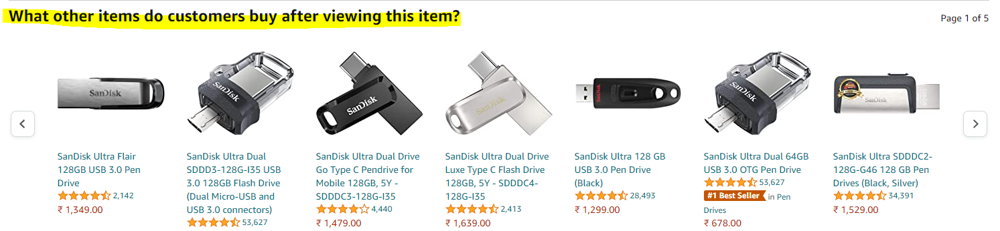 What other items do customers buy after viewing this item?
Page 1 of 5
SanDisk
SanDisk
SanDisk
SanDisk
SanDisk
SanDisk
SanDisk
SanDisk Ultra Flair
128GB USB 3.0 Pen
Drive
2,142
₹ 1,349.00
SanDisk Ultra Dual
SDDD3-128G-I35 USB
3.0 128GB Flash Drive
(Dual Micro-USB and
USB 3.0 connectors)
53,627
SanDisk Ultra Dual Drive
Go Type C Pendrive for
Mobile 128GB, 5Y -
SDDDC3-128G-I35
4,440
₹ 1,479.00
SanDisk Ultra Dual Drive
Luxe Type C Flash Drive
128GB, 5Y - SDDDC4-
128G-I35
2,413
₹ 1,639.00
SanDisk Ultra 128 GB
USB 3.0 Pen Drive
(Black)
28,493
₹ 1,299.00
SanDisk Ultra Dual 64GB
USB 3.0 OTG Pen Drive
53,627
#1 Best Seller in Pen
Drives
₹ 678.00
SanDisk Ultra SDDDC2-
128G-G46 128 GB Pen
Drives (Black, Silver)
34,391
₹ 1,529.00